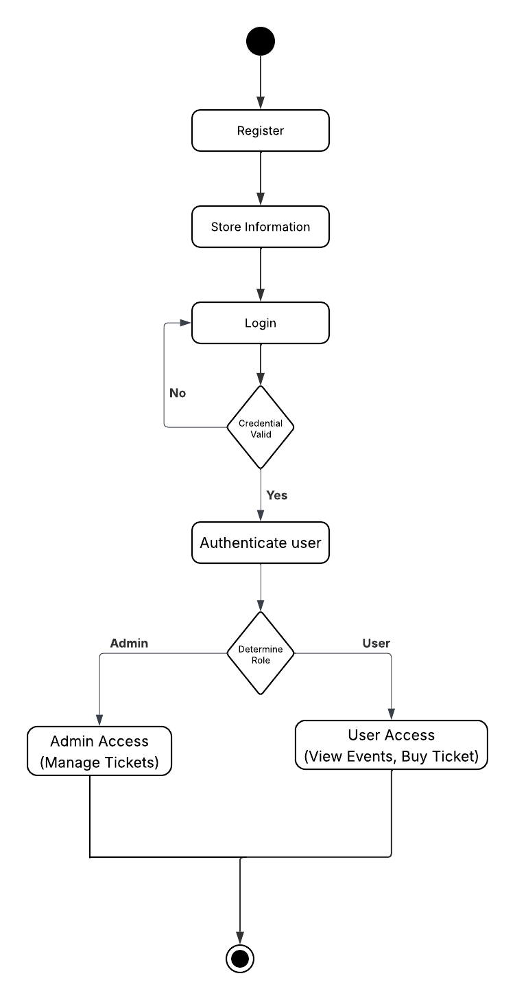 Register
Store Information
Login
No
Credential
Valid
Yes
Authenticate user
Admin
User
Determine
Role
Admin Access
(Manage Tickets)
User Access
(View Events, Buy Ticket)